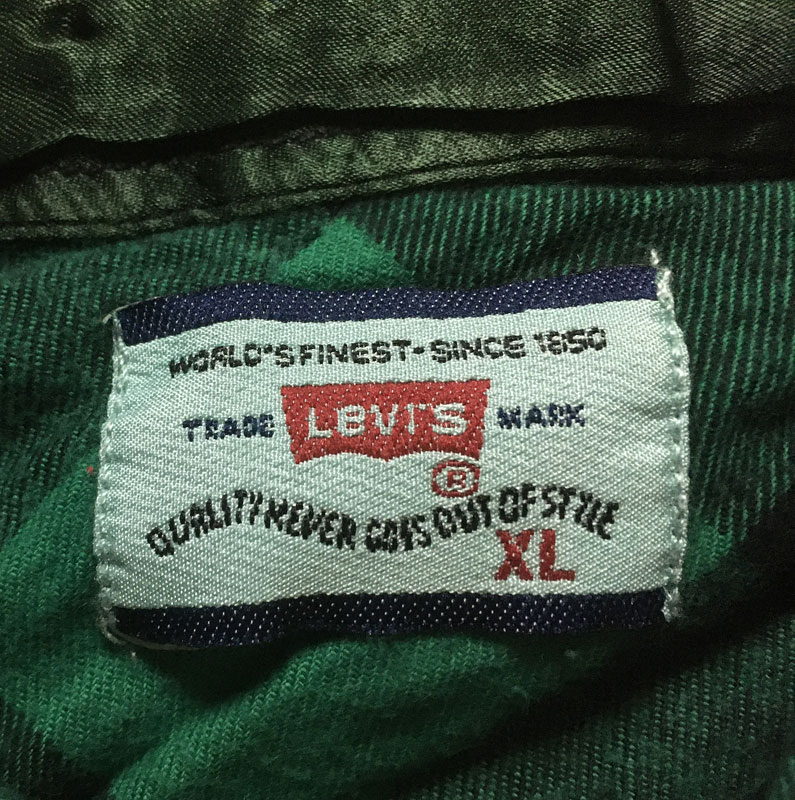 WORLD'S FINEST - SINCE 1850
TRADE LEVI'S MARK
®
QUALITY NEVER GOES OUT OF STYLE
XL